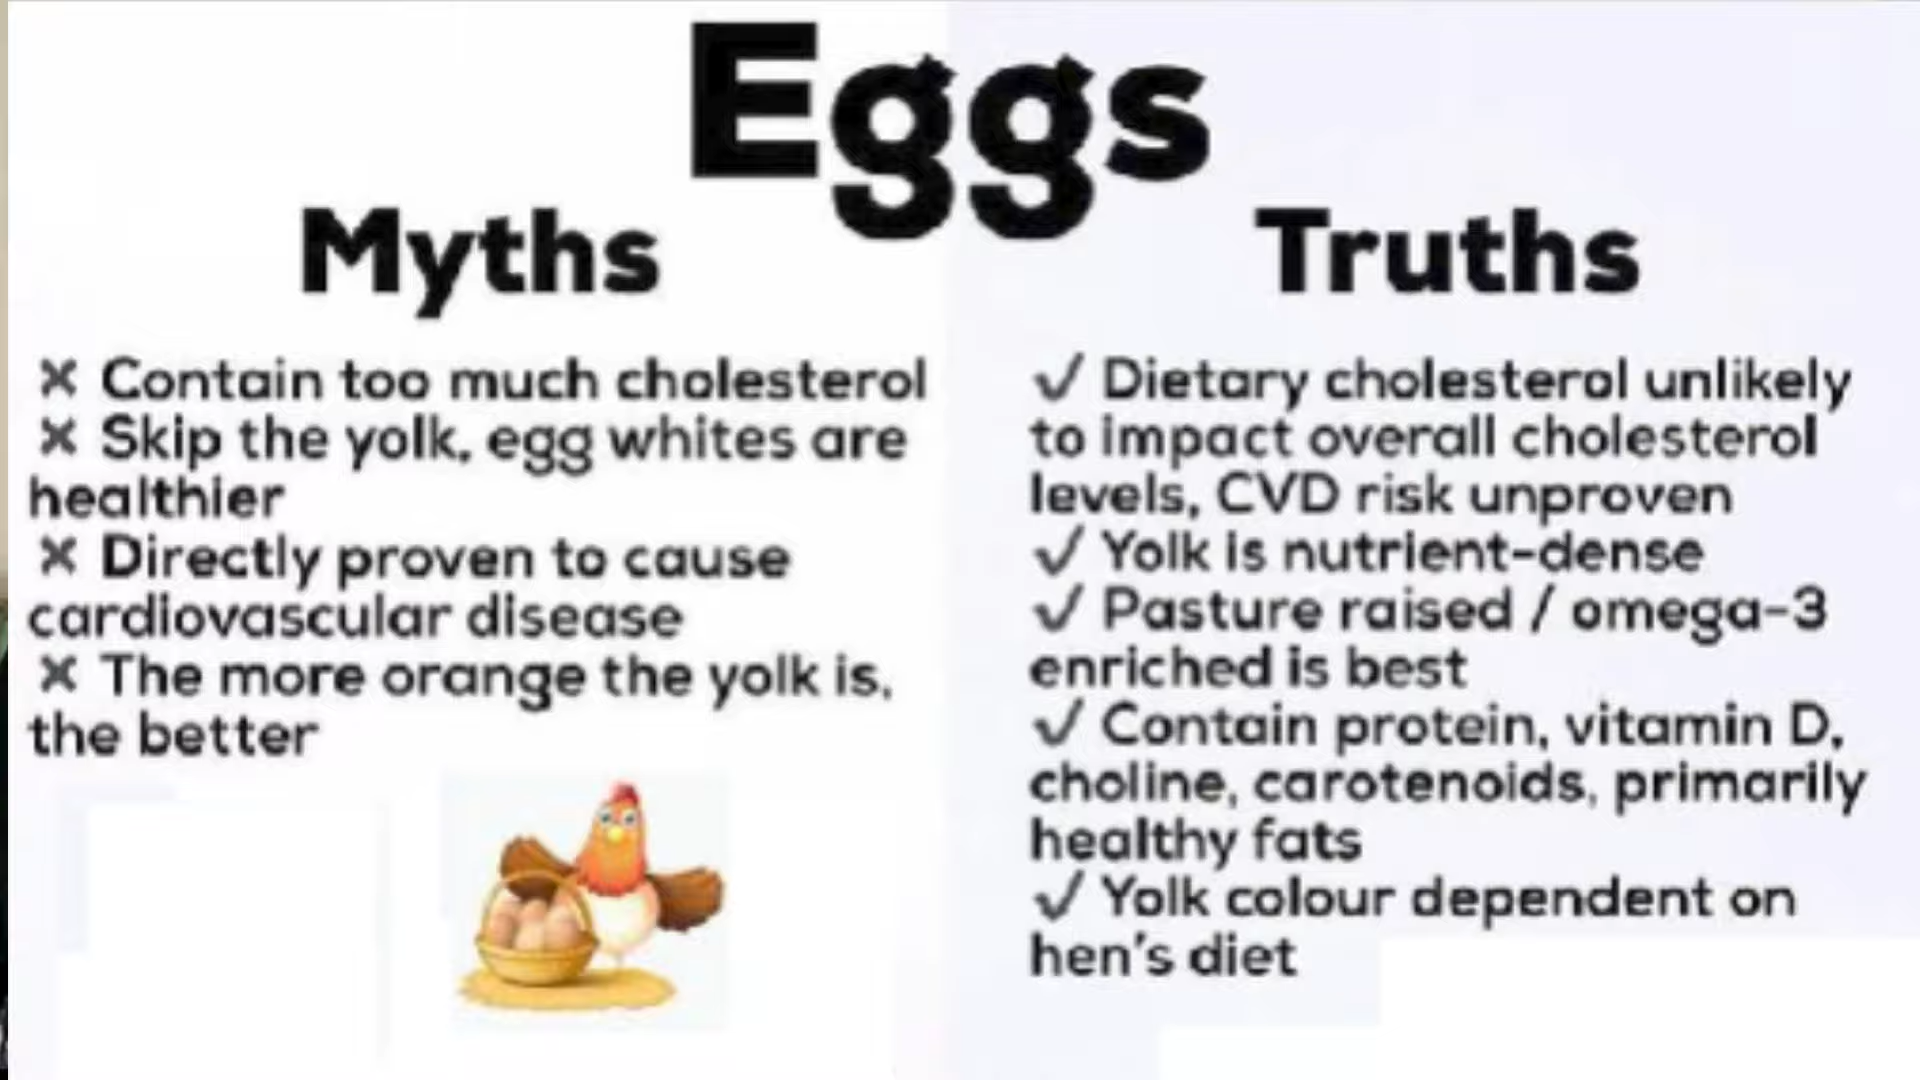 Eggs
Myths
✕ Contain too much cholesterol
✕ Skip the yolk, egg whites are
healthier
✕ Directly proven to cause
cardiovascular disease
✕ The more orange the yolk is,
the better
Truths
✓ Dietary cholesterol unlikely
to impact overall cholesterol
levels, CVD risk unproven
✓ Yolk is nutrient-dense
✓ Pasture raised / omega-3
enriched is best
✓ Contain protein, vitamin D,
choline, carotenoids, primarily
healthy fats
✓ Yolk colour dependent on
hen's diet